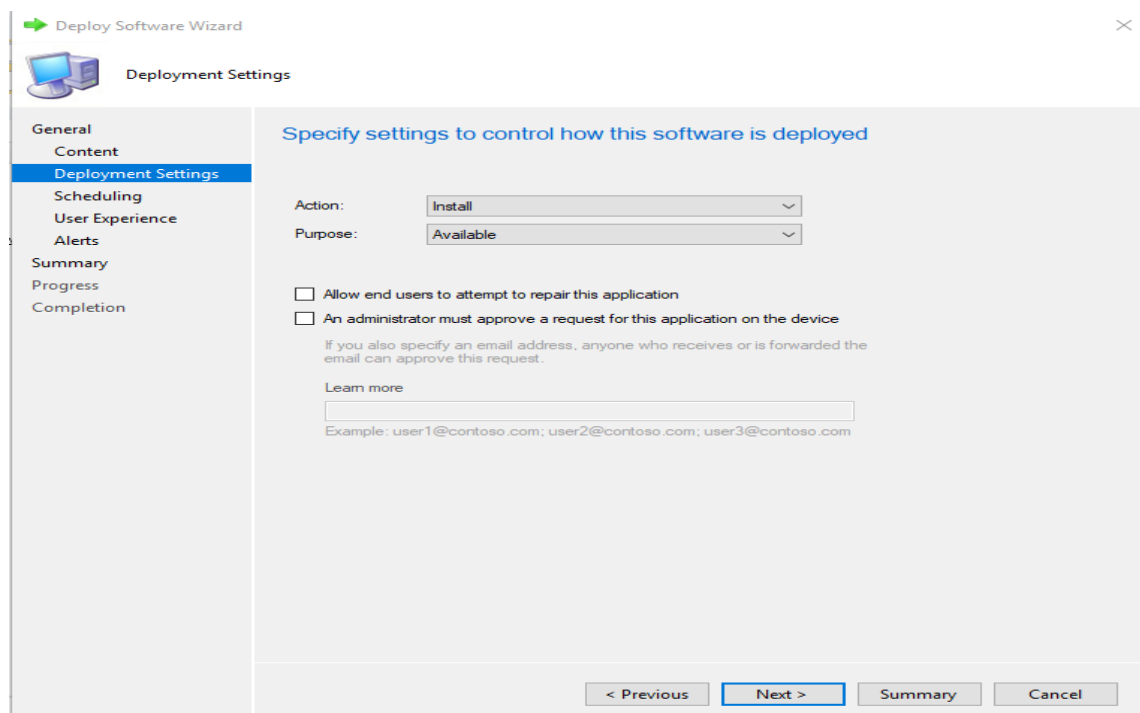 Deploy Software Wizard
Deployment Settings
General
Content
Deployment Settings
Scheduling
User Experience
Alerts
Summary
Progress
Completion
Specify settings to control how this software is deployed
Action: Install
Purpose: Available
Allow end users to attempt to repair this application
An administrator must approve a request for this application on the device
If you also specify an email address, anyone who receives or is forwarded the
email can approve this request.
Learn more
Example: user1@contoso.com; user2@contoso.com; user3@contoso.com
< Previous Next > Summary Cancel